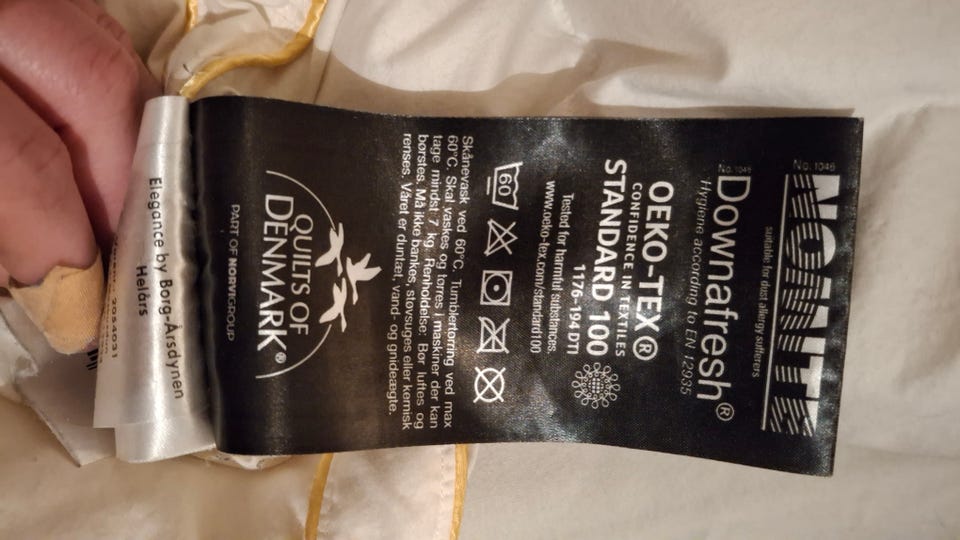 No. 1046
NOMITE
suitable for dust allergy sufferers
No. 1046
Downafresh®
Hygiene according to EN 12935
OEKO-TEX®
CONFIDENCE IN TEXTILES
STANDARD 100
1176-194 DTI
Tested for harmful substances.
www.oeko-tex.com/standard100
60
Skånevask ved 60°C. Tumblertørring ved max
60°C. Skal vaskes og tørres i maskiner der kan
tage mindst 7 kg. Renholdelse: Bør luftes og
børstes. Må ikke bankes, støvsuges eller kemisk
renses. Våret er duntæt, vand- og gnideægte.
QUILTS OF
DENMARK®
PART OF NORVIGROUP
Elegance by Borg-Årsdynen
Helårs
2054031